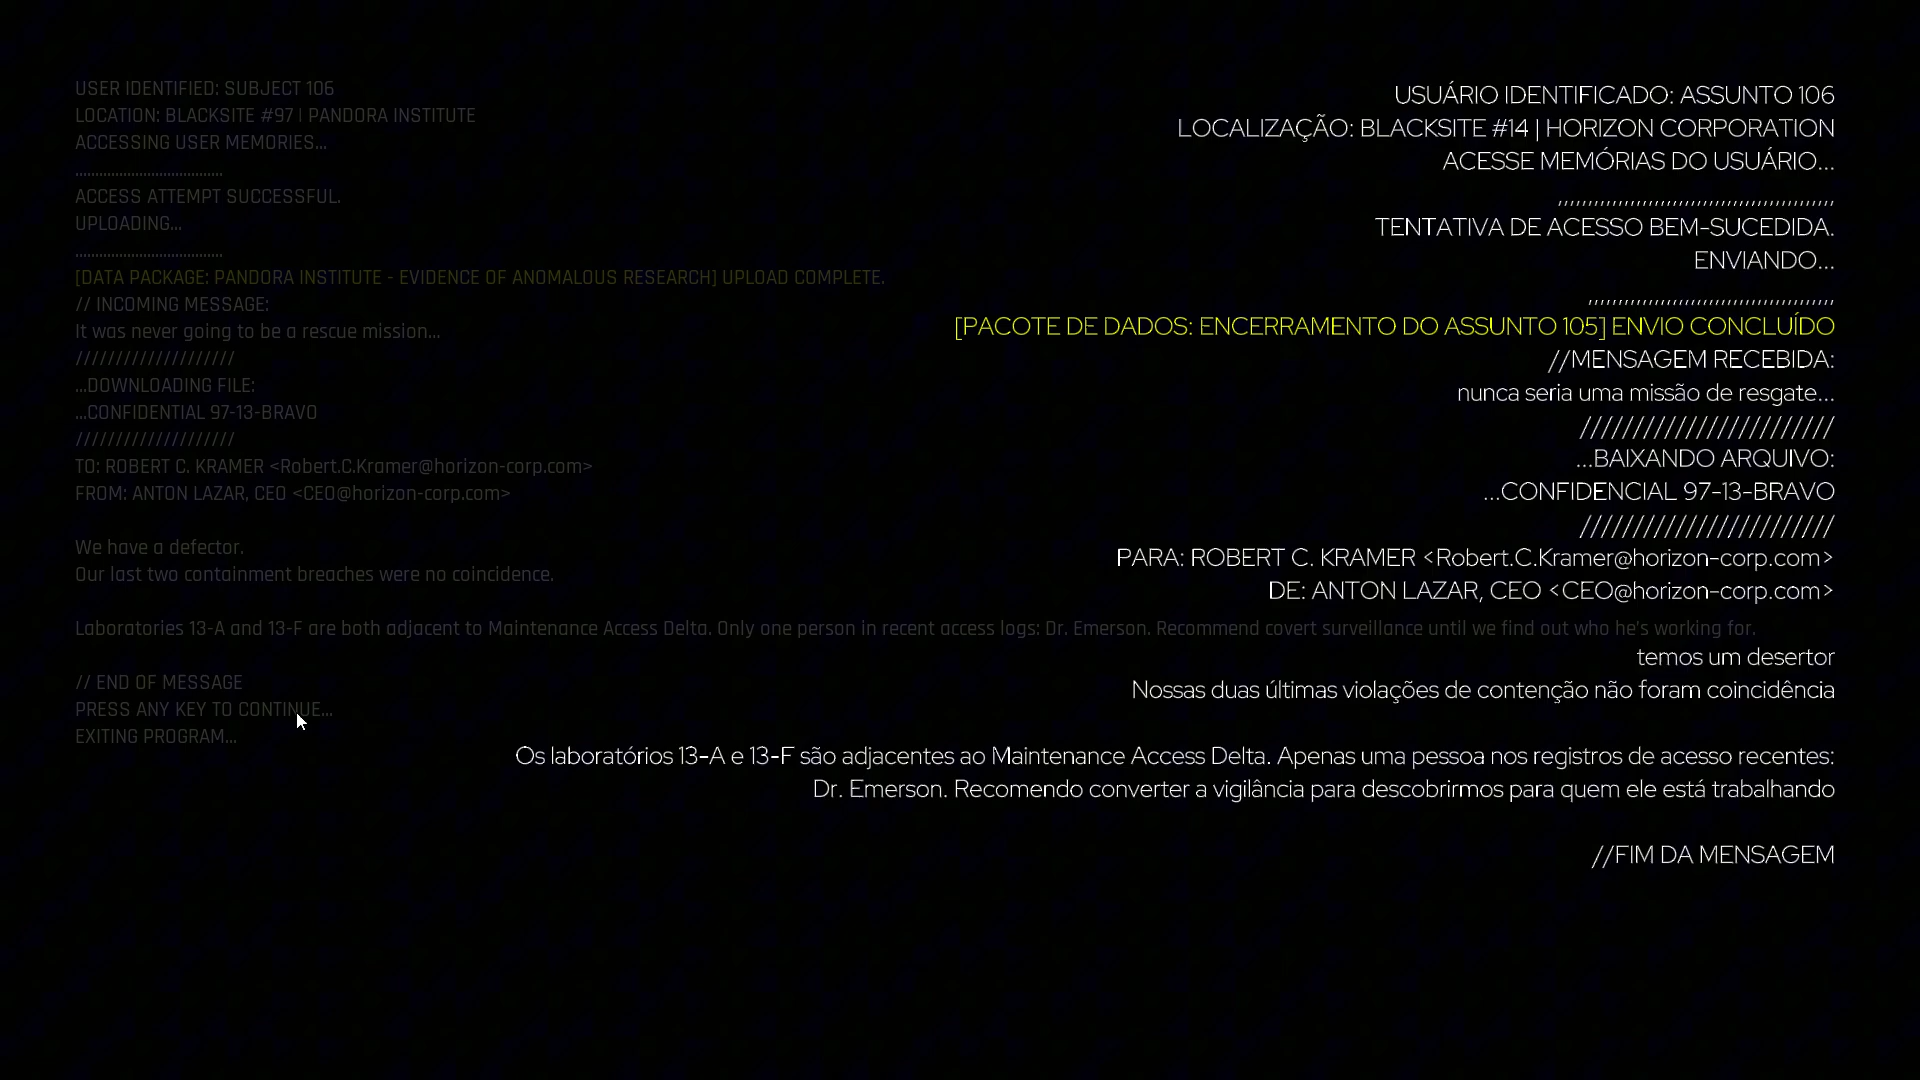 USER IDENTIFIED: SUBJECT 106
LOCATION: BLACKSITE #97 | PANDORA INSTITUTE
ACCESSING USER MEMORIES...
.....................................
ACCESS ATTEMPT SUCCESSFUL.
UPLOADING...
.....................................
[DATA PACKAGE: PANDORA INSTITUTE - EVIDENCE OF ANOMALOUS RESEARCH] UPLOAD COMPLETE.
// INCOMING MESSAGE:
It was never going to be a rescue mission...
////////////////////
...DOWNLOADING FILE:
...CONFIDENTIAL 97-13-BRAVO
////////////////////
TO: ROBERT C. KRAMER <Robert.C.Kramer@horizon-corp.com>
FROM: ANTON LAZAR, CEO <CEO@horizon-corp.com>
We have a defector.
Our last two containment breaches were no coincidence.
Laboratories 13-A and 13-F are both adjacent to Maintenance Access Delta. Only one person in recent access logs: Dr. Emerson. Recommend covert surveillance until we find out who he's working for.
// END OF MESSAGE
PRESS ANY KEY TO CONTINUE...
EXITING PROGRAM...
USUÁRIO IDENTIFICADO: ASSUNTO 106
LOCALIZAÇÃO: BLACKSITE #14 | HORIZON CORPORATION
ACESSE MEMÓRIAS DO USUÁRIO...
,,,,,,,,,,,,,,,,,,,,,,,,,,,,,,,,,,,,,,,,,,,,,,
TENTATIVA DE ACESSO BEM-SUCEDIDA.
ENVIANDO...
,,,,,,,,,,,,,,,,,,,,,,,,,,,,,,,,,,,,,,,,,
[PACOTE DE DADOS: ENCERRAMENTO DO ASSUNTO 105] ENVIO CONCLUÍDO
//MENSAGEM RECEBIDA:
nunca seria uma missão de resgate...
////////////////////////
...BAIXANDO ARQUIVO:
...CONFIDENCIAL 97-13-BRAVO
////////////////////////
PARA: ROBERT C. KRAMER <Robert.C.Kramer@horizon-corp.com>
DE: ANTON LAZAR, CEO <CEO@horizon-corp.com>
temos um desertor
Nossas duas últimas violações de contenção não foram coincidência
Os laboratórios 13-A e 13-F são adjacentes ao Maintenance Access Delta. Apenas uma pessoa nos registros de acesso recentes:
Dr. Emerson. Recomendo converter a vigilância para descobrirmos para quem ele está trabalhando
//FIM DA MENSAGEM